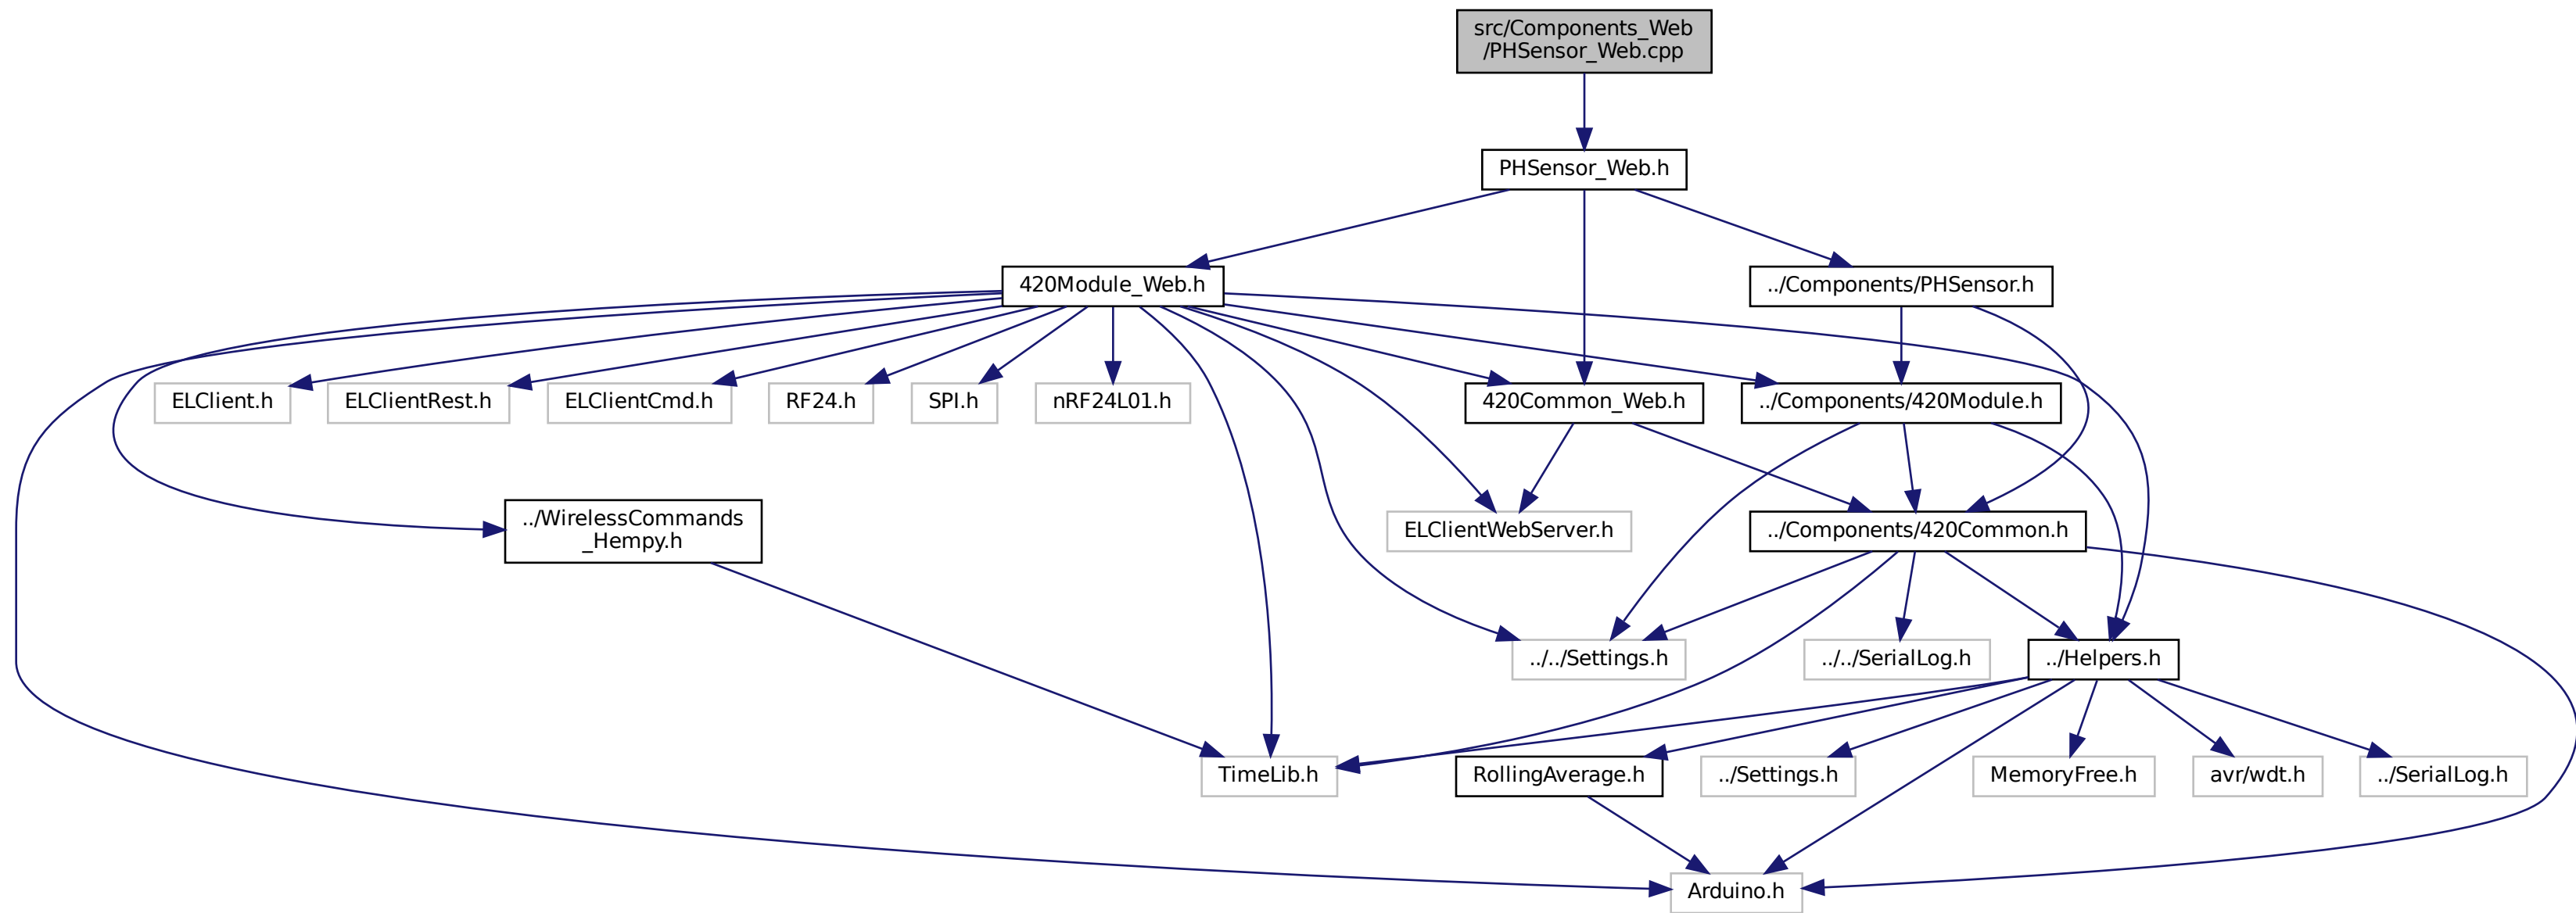 src/Components_Web
/PHSensor_Web.cpp
PHSensor_Web.h
420Module_Web.h
../Components/PHSensor.h
ELClient.h
ELClientRest.h
ELClientCmd.h
RF24.h
SPI.h
nRF24L01.h
420Common_Web.h
../Components/420Module.h
../WirelessCommands
_Hempy.h
ELClientWebServer.h
../Components/420Common.h
../../Settings.h
../../SerialLog.h
../Helpers.h
TimeLib.h
RollingAverage.h
../Settings.h
MemoryFree.h
avr/wdt.h
../SerialLog.h
Arduino.h